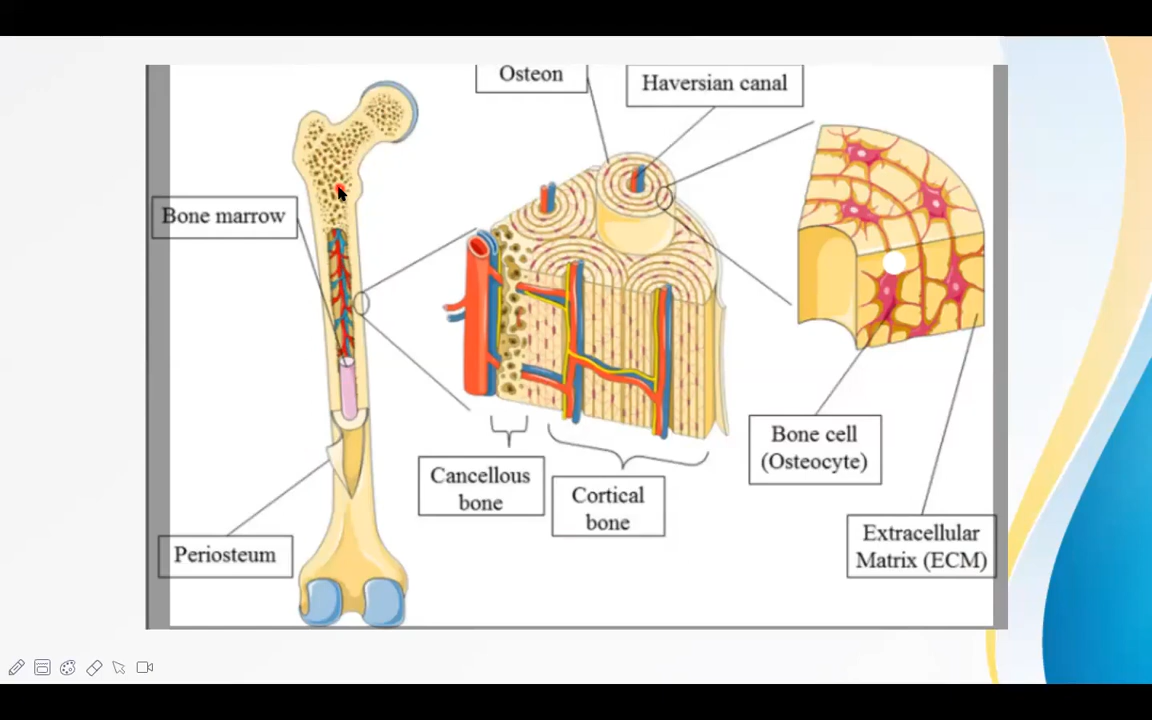 Osteon
Haversian canal
Bone marrow
Cancellous
bone
Cortical
bone
Bone cell
(Osteocyte)
Periosteum
Extracellular
Matrix (ECM)